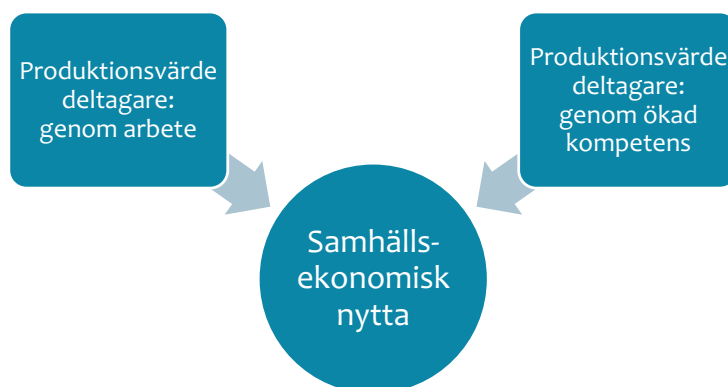 Produktionsvärde
deltagare:
genom arbete
Produktionsvärde
deltagare:
genom ökad
kompetens
Samhälls-
ekonomisk
nytta